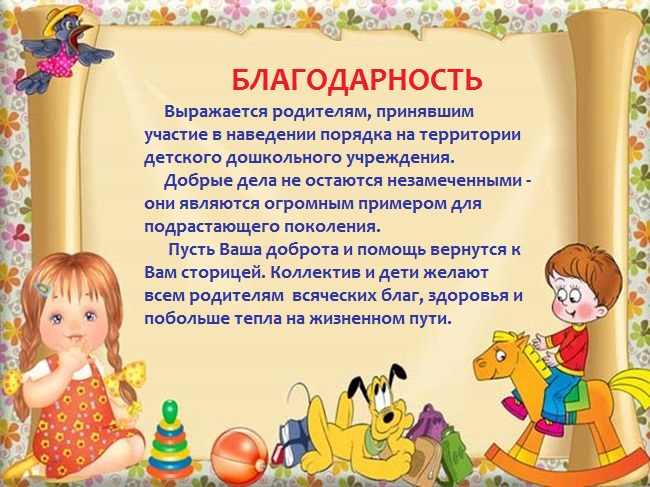 БЛАГОДАРНОСТЬ
Выражается родителям, принявшим
участие в наведении порядка на территории
детского дошкольного учреждения.
Добрые дела не остаются незамеченными -
они являются огромным примером для
подрастающего поколения.
Пусть Ваша доброта и помощь вернутся к
Вам сторицей. Коллектив и дети желают
всем родителям всяческих благ, здоровья и
побольше тепла на жизненном пути.